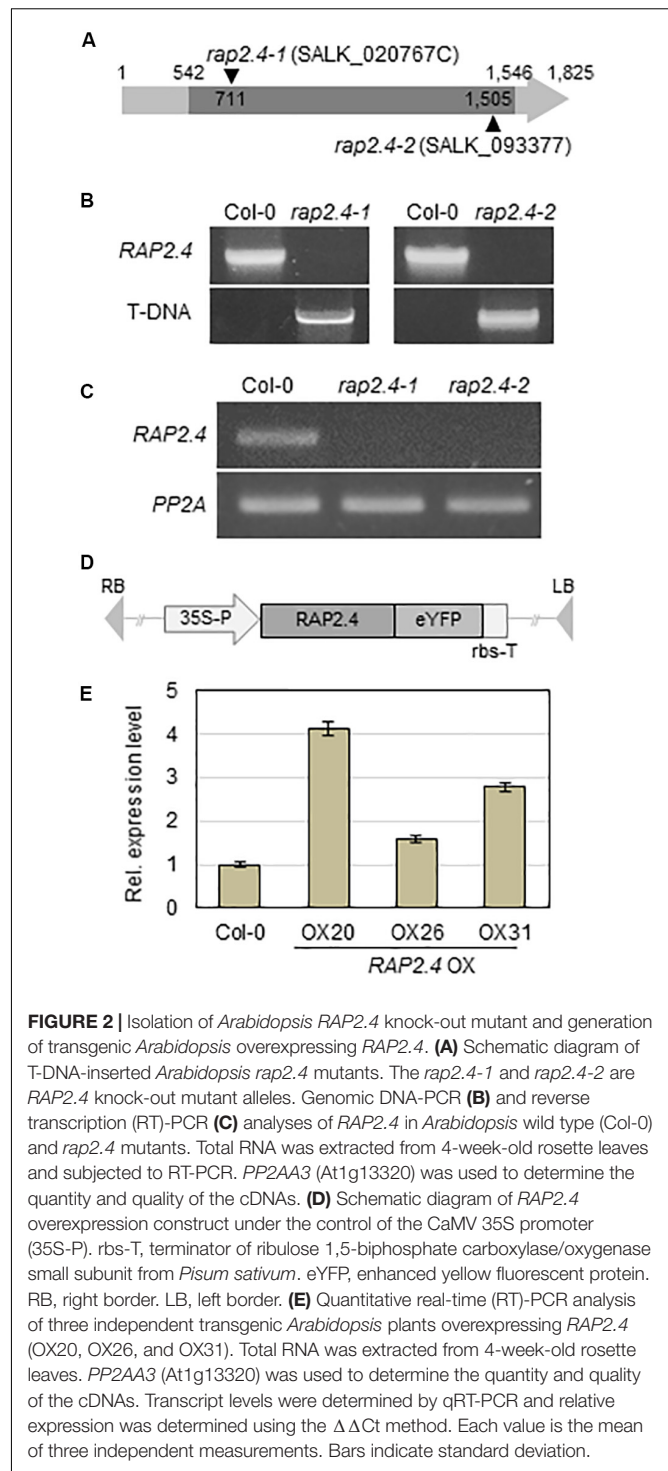 A
rap2.4-1 (SALK_020767C)
1 542 1,546 1,825
711 1,505
rap2.4-2 (SALK_093377)
B
Col-0 rap2.4-1 Col-0 rap2.4-2
RAP2.4
T-DNA
C
Col-0 rap2.4-1 rap2.4-2
RAP2.4
PP2A
D
RB LB
35S-P RAP2.4 eYFP
rbs-T
E
Rel. expression level
5
4
3
2
1
0
Col-0 OX20 OX26 OX31
RAP2.4 OX
FIGURE 2 | Isolation of Arabidopsis RAP2.4 knock-out mutant and generation
of transgenic Arabidopsis overexpressing RAP2.4. (A) Schematic diagram of
T-DNA-inserted Arabidopsis rap2.4 mutants. The rap2.4-1 and rap2.4-2 are
RAP2.4 knock-out mutant alleles. Genomic DNA-PCR (B) and reverse
transcription (RT)-PCR (C) analyses of RAP2.4 in Arabidopsis wild type (Col-0)
and rap2.4 mutants. Total RNA was extracted from 4-week-old rosette leaves
and subjected to RT-PCR. PP2AA3 (At1g13320) was used to determine the
quantity and quality of the cDNAs. (D) Schematic diagram of RAP2.4
overexpression construct under the control of the CaMV 35S promoter
(35S-P). rbs-T, terminator of ribulose 1,5-biphosphate carboxylase/oxygenase
small subunit from Pisum sativum. eYFP, enhanced yellow fluorescent protein.
RB, right border. LB, left border. (E) Quantitative real-time (RT)-PCR analysis
of three independent transgenic Arabidopsis plants overexpressing RAP2.4
(OX20, OX26, and OX31). Total RNA was extracted from 4-week-old rosette
leaves. PP2AA3 (At1g13320) was used to determine the quantity and quality
of the cDNAs. Transcript levels were determined by qRT-PCR and relative
expression was determined using the ΔΔCt method. Each value is the mean
of three independent measurements. Bars indicate standard deviation.